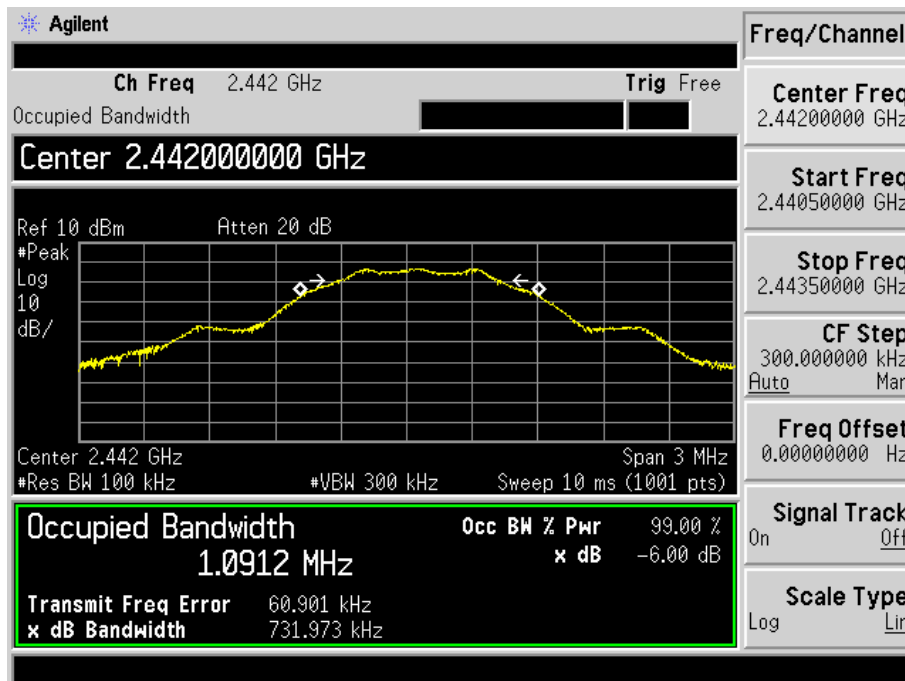 Agilent
Freq/Channel
Ch Freq 2.442 GHz Trig Free
Occupied Bandwidth
Center 2.442000000 GHz
Ref 10 dBm Atten 20 dB
#Peak
Log
10
dB/
Center 2.442 GHz Span 3 MHz
#Res BW 100 kHz #VBW 300 kHz Sweep 10 ms (1001 pts)
Occupied Bandwidth
1.0912 MHz
Occ BW % Pwr 99.00 %
x dB -6.00 dB
Transmit Freq Error 60.901 kHz
x dB Bandwidth 731.973 kHz
Center Freq
2.44200000 GHz
Start Freq
2.44050000 GHz
Stop Freq
2.44350000 GHz
CF Step
300.000000 kHz
Auto Man
Freq Offset
0.00000000 Hz
Signal Track
On Off
Scale Type
Log Lin